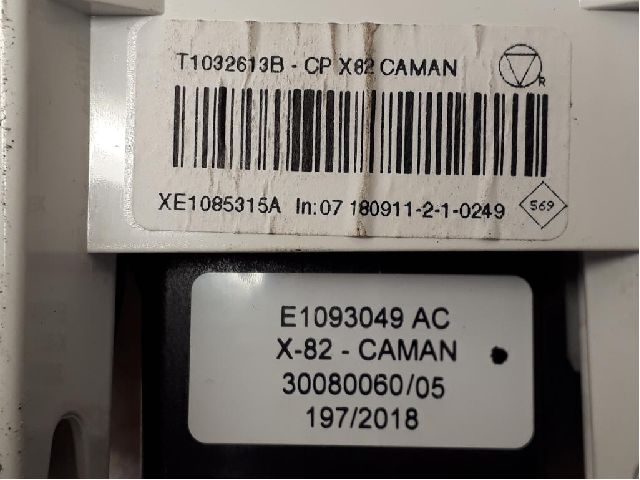 T1032613B - CP X82 CAMAN
R
XE1085315A In:07 180911-2-1-0249
569
E1093049 AC
X-82 - CAMAN
30080060/05
197/2018